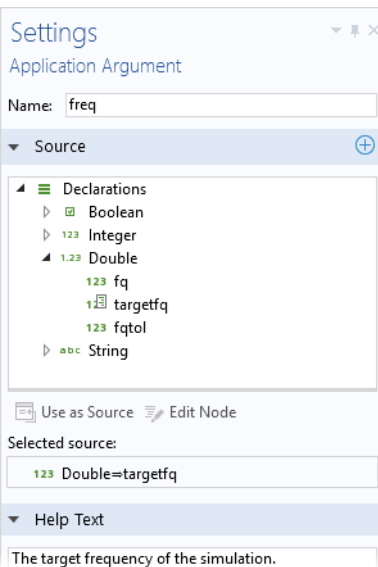 Settings
Application Argument
Name: freq
Source
Declarations
Boolean
123 Integer
1.23 Double
123 fq
targetfq
123 fqtol
abc String
Use as Source Edit Node
Selected source:
123 Double⇒targetfq
Help Text
The target frequency of the simulation.